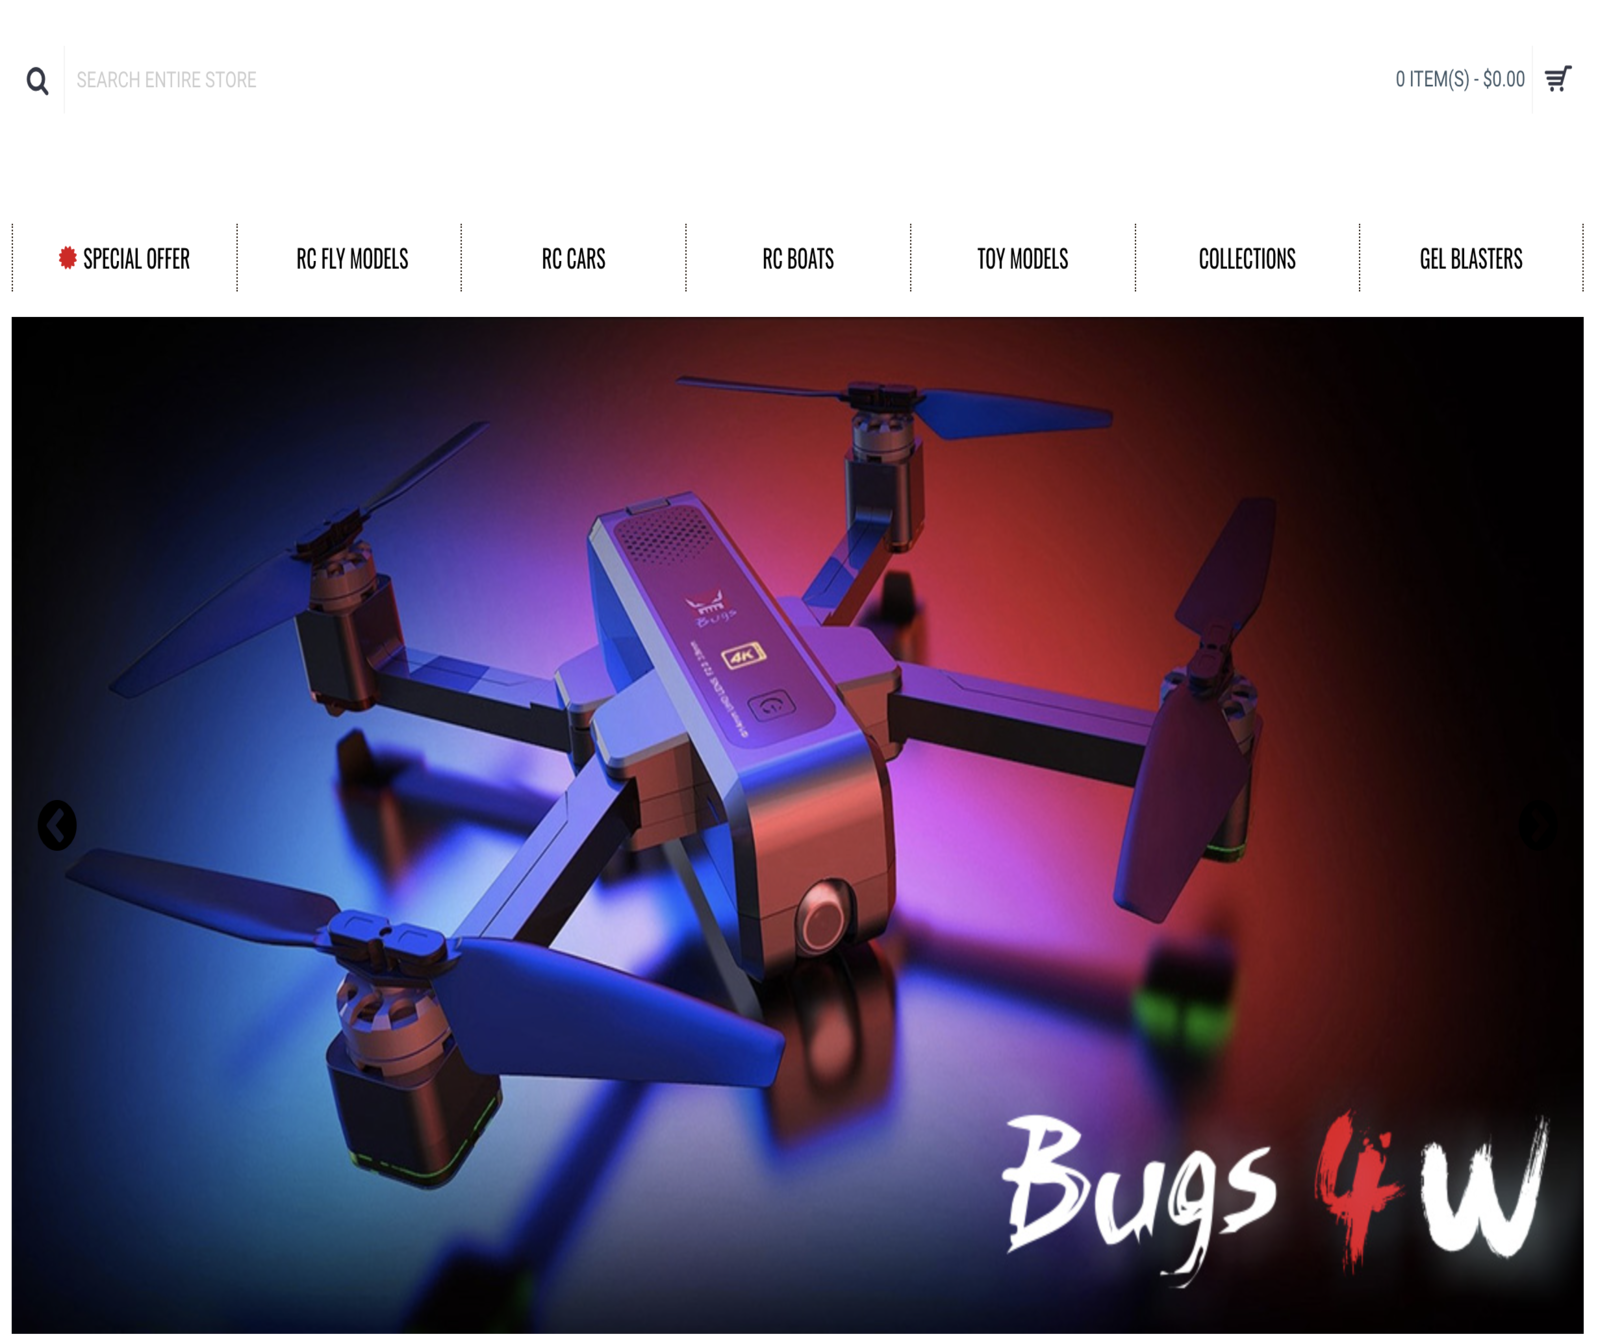 SEARCH ENTIRE STORE
0 ITEM(S) - $0.00
SPECIAL OFFER
RC FLY MODELS
RC CARS
RC BOATS
TOY MODELS
COLLECTIONS
GEL BLASTERS
Bugs
4K
Bugs 4W